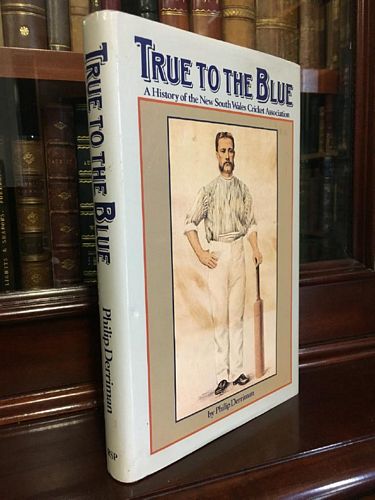 TRUE TO THE BLUE
A History of the New South Wales Cricket Association
by Philip Derriman
TRUE TO THE BLUE
Philip Derriman
RSP